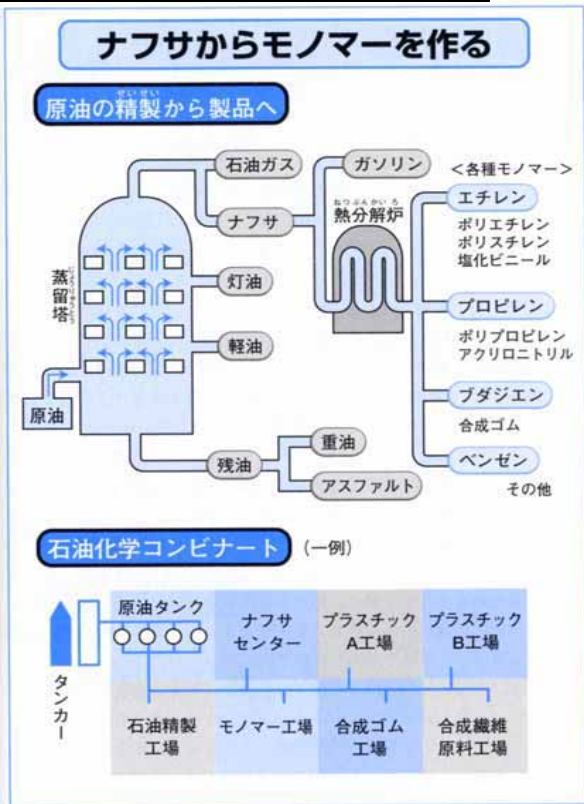 ナフサからモノマーを作る
せいせい
原油の精製から製品へ
石油ガス
ガソリン
<各種モノマー>
ナフサ
ねつぶんかいろ
熱分解炉
エチレン
ポリエチレン
ポリスチレン
塩化ビニール
じょうりゅうとう
蒸留塔
灯油
プロピレン
ポリプロピレン
アクリロニトリル
軽油
原油
ブタジエン
合成ゴム
重油
残油
アスファルト
ベンゼン
その他
石油化学コンビナート
(一例)
タンカー
原油タンク
ナフサ
センター
プラスチック
A工場
プラスチック
B工場
石油精製
工場
モノマー工場
合成ゴム
工場
合成繊維
原料工場